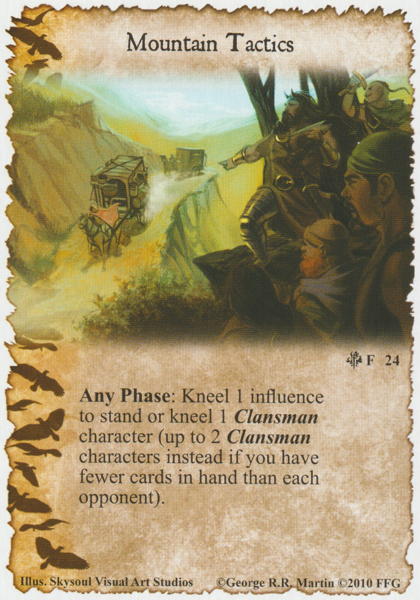 Mountain Tactics
F 24
Any Phase: Kneel 1 influence
to stand or kneel 1 Clansman
character (up to 2 Clansman
characters instead if you have
fewer cards in hand than each
opponent).
Illus. Skysoul Visual Art Studios ©George R.R. Martin ©2010 FFG